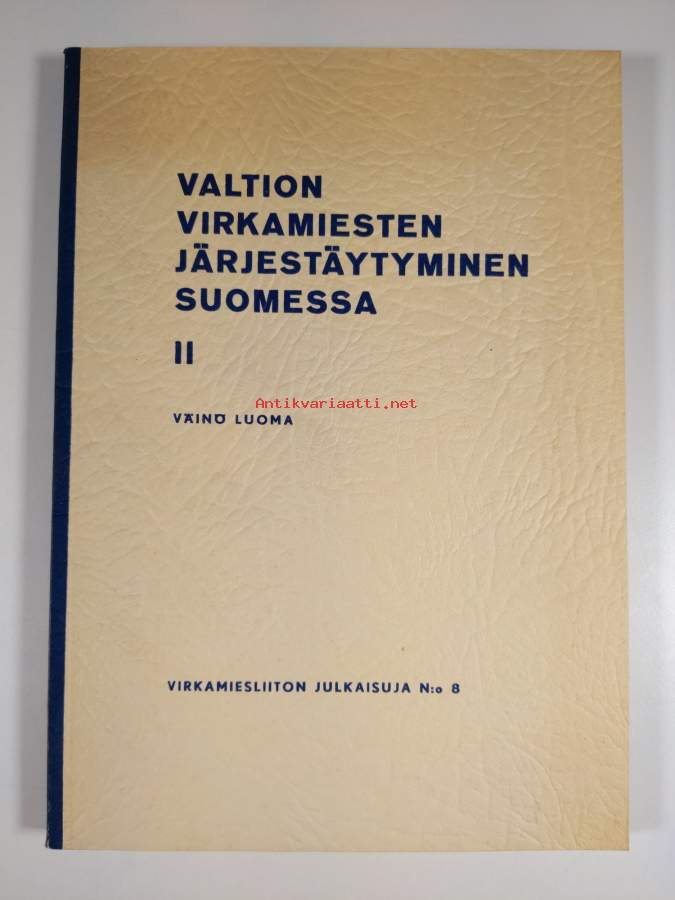 VALTION
VIRKAMIESTEN
JÄRJESTÄYTYMINEN
SUOMESSA
II
Antikvariaatti.net
VÄINÖ LUOMA
VIRKAMIESLIITON JULKAISUJA N:o 8